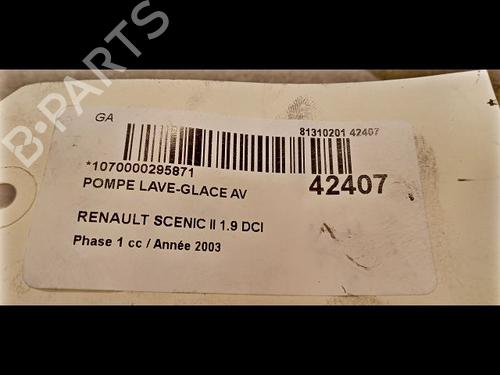 B-PARTS
GA
81310201 42407
*1070000295871
POMPE LAVE-GLACE AV
42407
RENAULT SCENIC II 1.9 DCI
Phase 1 cc / Année 2003